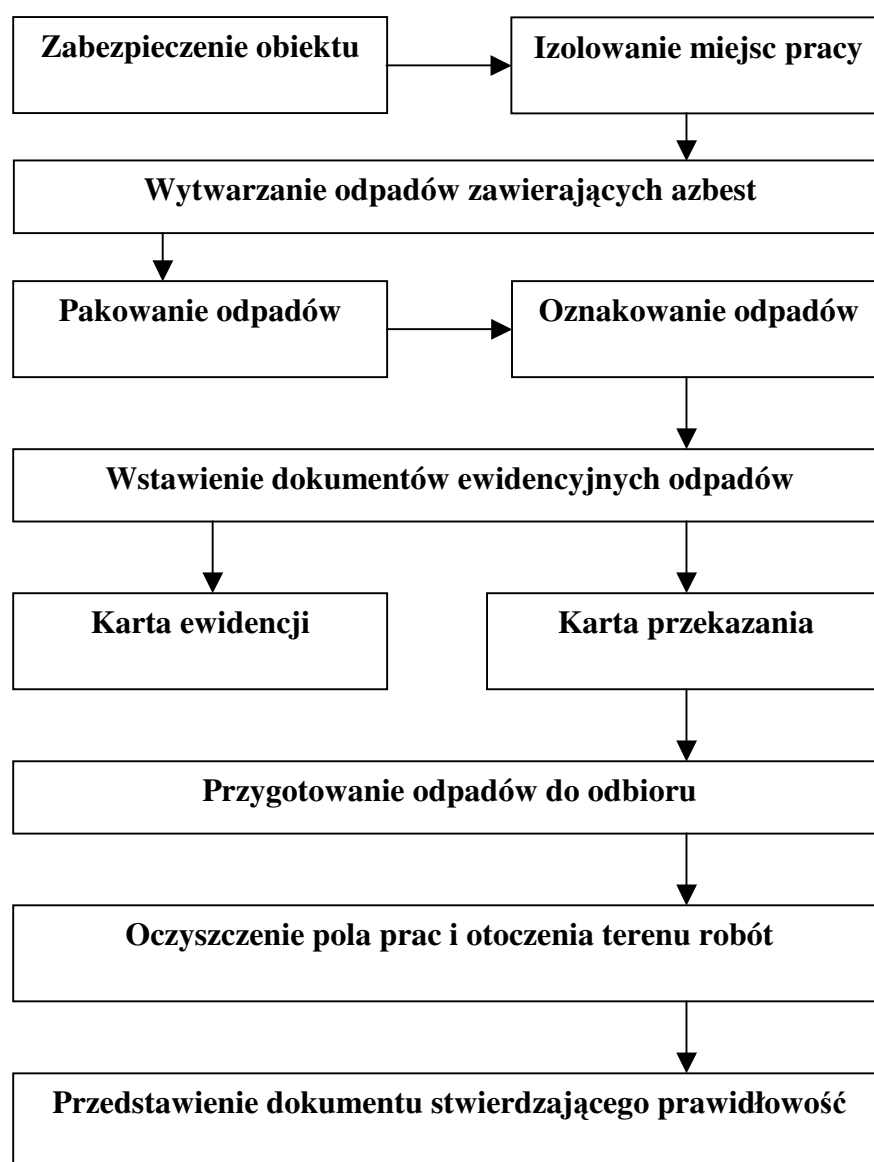 Zabezpieczenie obiektu
Izolowanie miejsc pracy
Wytwarzanie odpadów zawierających azbest
Pakowanie odpadów
Oznakowanie odpadów
Wstawienie dokumentów ewidencyjnych odpadów
Karta ewidencji
Karta przekazania
Przygotowanie odpadów do odbioru
Oczyszczenie pola prac i otoczenia terenu robót
Przedstawienie dokumentu stwierdzającego prawidłowość